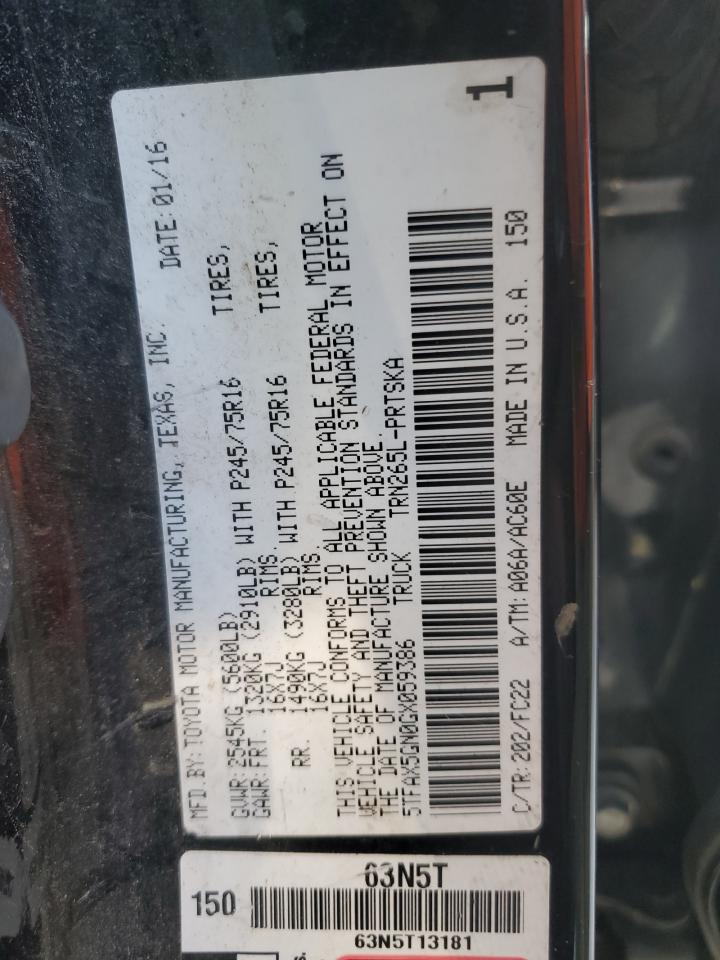 MFD.BY:TOYOTA MOTOR MANUFACTURING, TEXAS, INC. DATE:01/16
GVWR:2545KG (5600LB)
GAWR:FRT. 1320KG (2910LB) WITH P245/75R16 TIRES,
16X7J RIMS.
RR. 1490KG (3280LB) WITH P245/75R16 TIRES,
16X7J RIMS.
THIS VEHICLE CONFORMS TO ALL APPLICABLE FEDERAL MOTOR
VEHICLE SAFETY AND THEFT PREVENTION STANDARDS IN EFFECT ON
THE DATE OF MANUFACTURE SHOWN ABOVE.
5TFAX5GN0GX059386 TRUCK TRN265L-PRTSKA
C/TR:202/FC22 A/TM:A06A/AC60E MADE IN U.S.A. 150
1
63N5T
150
63N5T13181